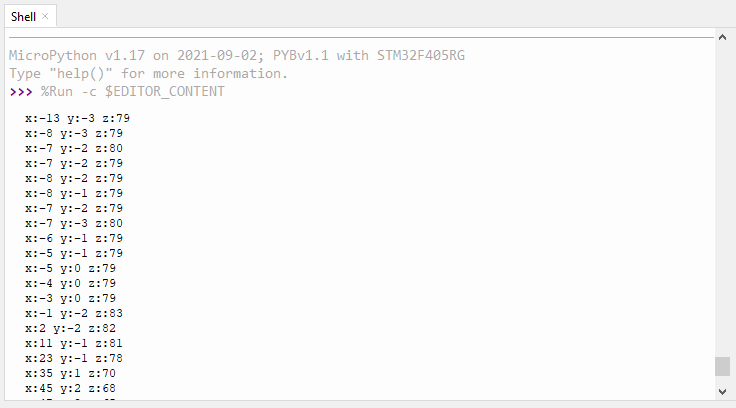 Shell
MicroPython v1.17 on 2021-09-02; PYBv1.1 with STM32F405RG
Type "help()" for more information.
>>> %Run -c $EDITOR_CONTENT
x:-13 y:-3 z:79
x:-8 y:-3 z:79
x:-7 y:-2 z:80
x:-7 y:-2 z:79
x:-8 y:-2 z:79
x:-8 y:-1 z:79
x:-7 y:-2 z:79
x:-7 y:-3 z:80
x:-6 y:-1 z:79
x:-5 y:-1 z:79
x:-5 y:0 z:79
x:-4 y:0 z:79
x:-3 y:0 z:79
x:-1 y:-2 z:83
x:2 y:-2 z:82
x:11 y:-1 z:81
x:23 y:-1 z:78
x:35 y:1 z:70
x:45 y:2 z:68